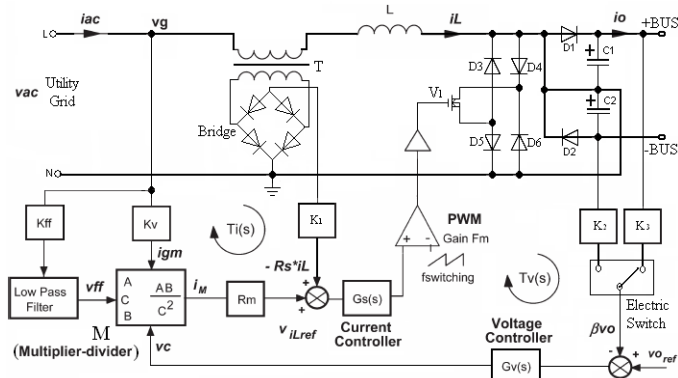 L
iac
vg
L
iL
io
+BUS
D1
C1
T
D3
D4
Utility
Grid
vac
V1
C2
Bridge
D5
D6
D2
-BUS
N
Kff
Kv
K1
K2
K3
Ti(s)
PWM
Gain Fm
fswitching
Tv(s)
igm
- Rs*iL
Low Pass
Filter
vff
A
C
B
AB
C2
iM
Rm
+
+
Gs(s)
+
-
Electric
Switch
v iLref
Current
Controller
M
(Multiplier-divider)
vc
Voltage
Controller
βvo
Gv(s)
-
+
vo ref